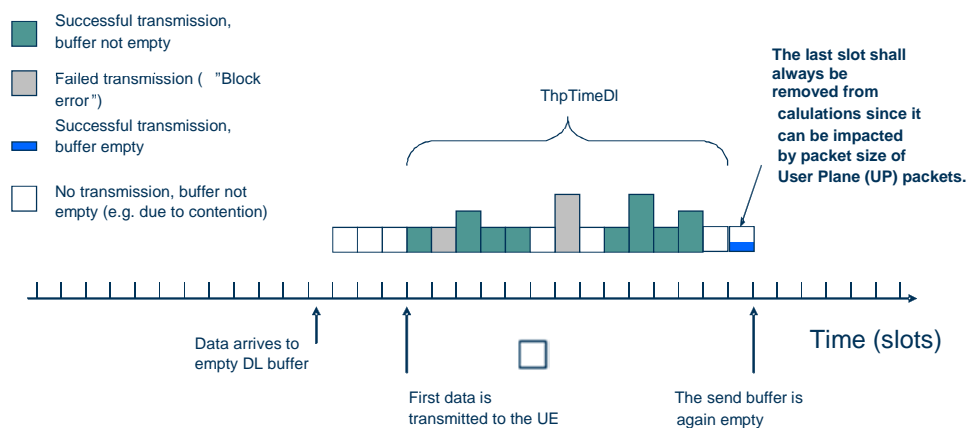 Successful transmission,
buffer not empty
Failed transmission ( "Block
error")
Successful transmission,
buffer empty
No transmission, buffer not
empty (e.g. due to contention)
ThpTimeDl
The last slot shall
always be
removed from
calulations since it
can be impacted
by packet size of
User Plane (UP) packets.
Data arrives to
empty DL buffer
First data is
transmitted to the UE
The send buffer is
again empty
Time (slots)